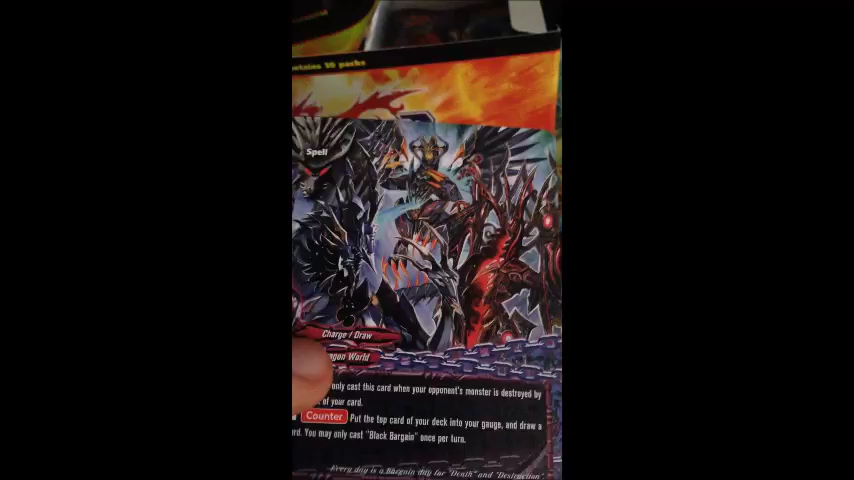 contains 30 packs
Spell
Charge / Draw
agon World
only cast this card when your opponent's monster is destroyed by
of your card.
Counter Put the top card of your deck into your gauge, and draw a
rd. You may only cast "Black Bargain" once per turn.
Every day is a Bargain day for "Death" and "Destruction".